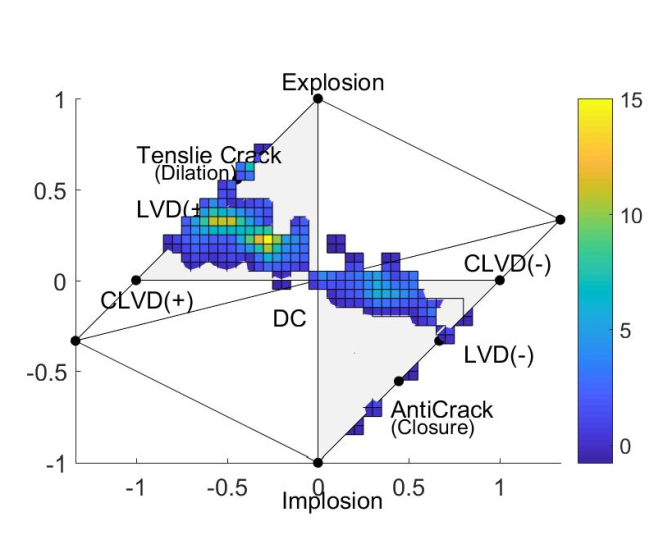 Explosion
1
15
Tenslie Crack
(Dilation)
0.5
LVD(+
10
CLVD(-)
0
CLVD(+)
DC
5
-0.5
LVD(-)
AntiCrack
(Closure)
0
-1
-1 -0.5 0 0.5 1
Implosion